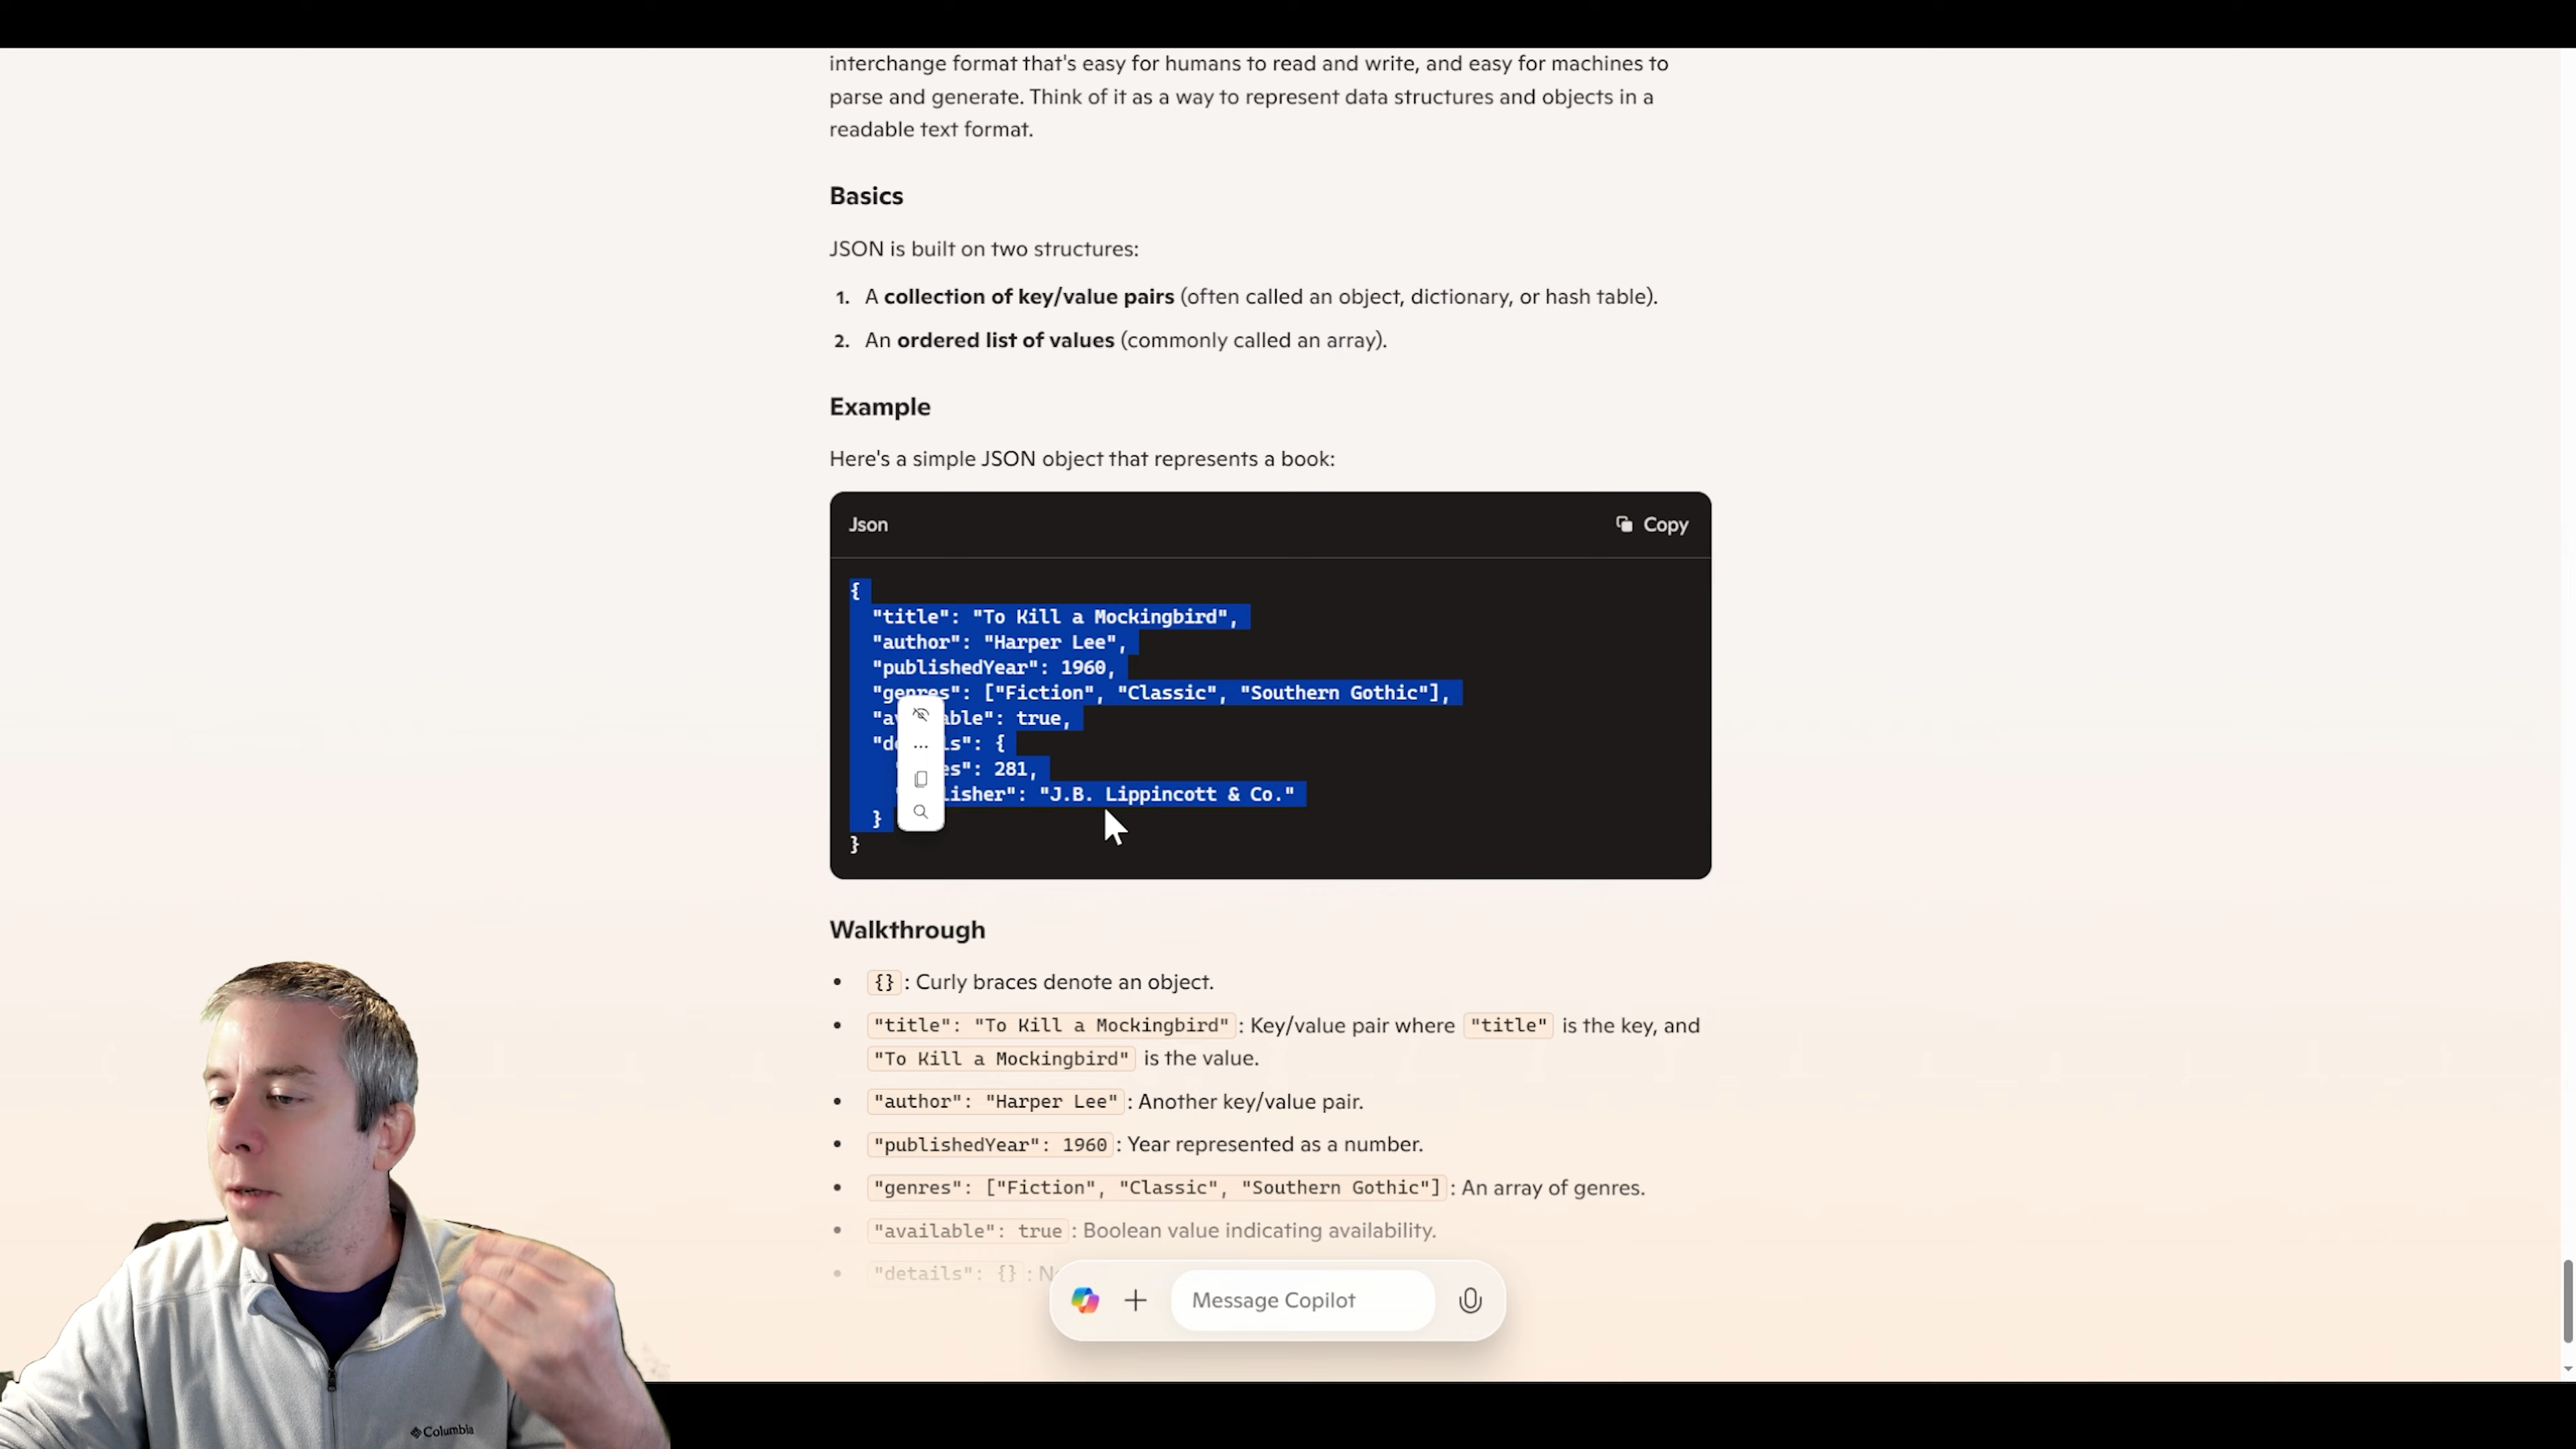 interchange format that's easy for humans to read and write, and easy for machines to
parse and generate. Think of it as a way to represent data structures and objects in a
readable text format.
Basics
JSON is built on two structures:
1. A collection of key/value pairs (often called an object, dictionary, or hash table).
2. An ordered list of values (commonly called an array).
Example
Here's a simple JSON object that represents a book:
Json
Copy
{
"title": "To Kill a Mockingbird",
"author": "Harper Lee",
"publishedYear": 1960,
"genres": ["Fiction", "Classic", "Southern Gothic"],
true,
{
281,
"J.B. Lippincott & Co."
}
}
Walkthrough
• {} : Curly braces denote an object.
• "title": "To Kill a Mockingbird" : Key/value pair where "title" is the key, and
"To Kill a Mockingbird" is the value.
• "author": "Harper Lee" : Another key/value pair.
• "publishedYear": 1960 : Year represented as a number.
• "genres": ["Fiction", "Classic", "Southern Gothic"] : An array of genres.
• "available": true : Boolean value indicating availability.
• "details": {} :
Message Copilot
Columbia